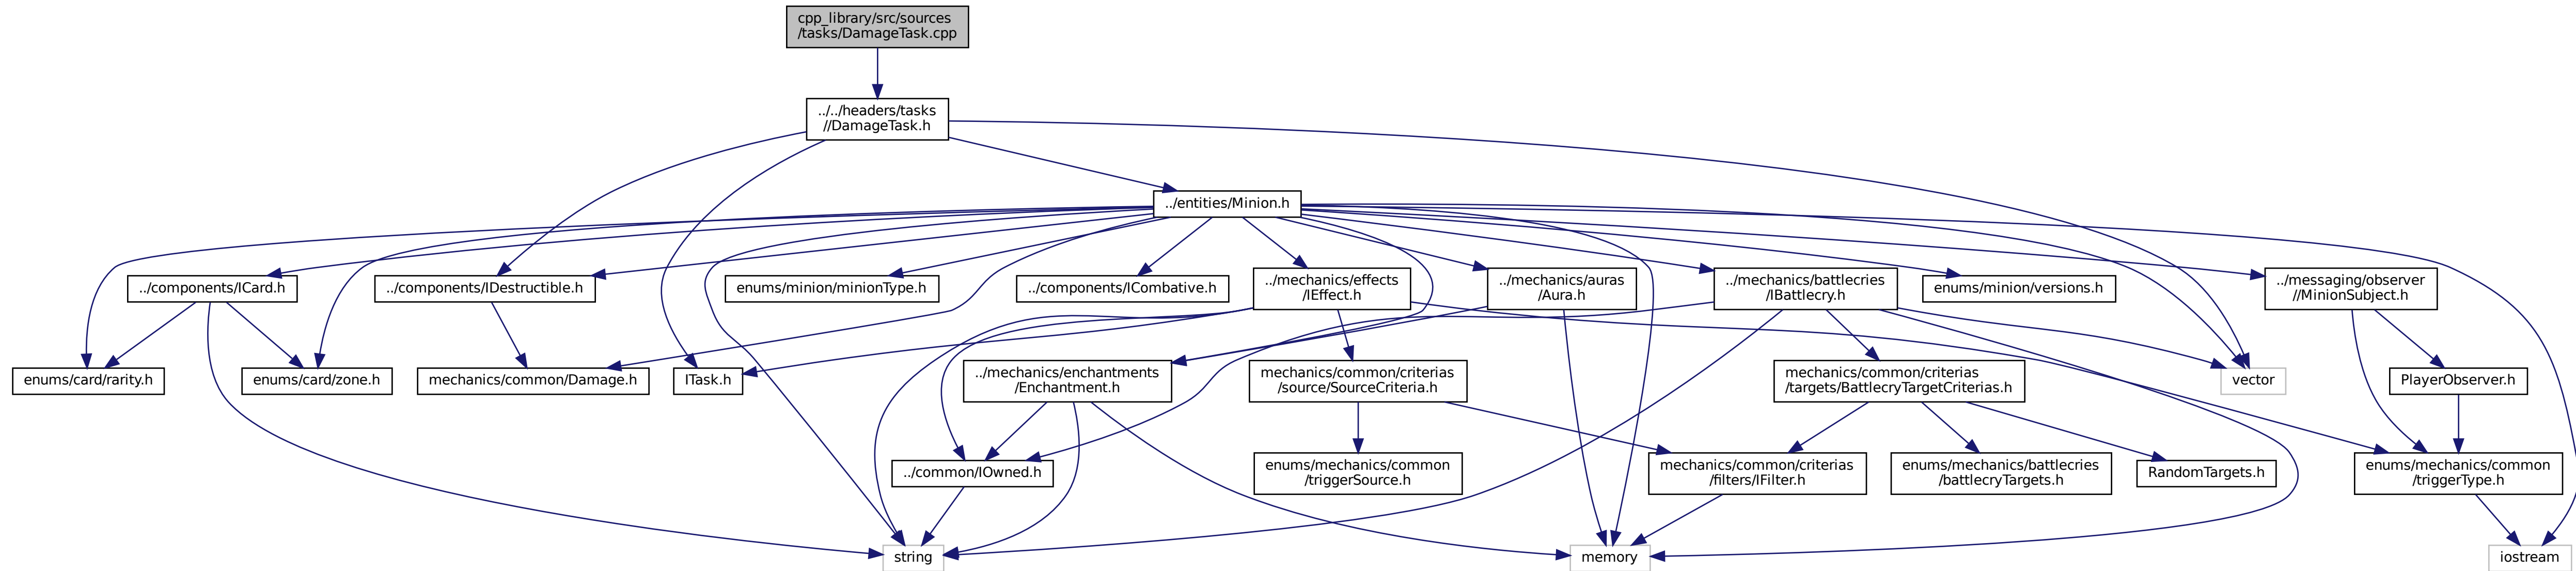 cpp_library/src/sources
/tasks/DamageTask.cpp
../../headers/tasks
//DamageTask.h
../entities/Minion.h
../components/ICard.h
../components/IDestructible.h
enums/minion/minionType.h
../components/ICombative.h
../mechanics/effects
/IEffect.h
../mechanics/auras
/Aura.h
../mechanics/battlecries
/IBattlecry.h
enums/minion/versions.h
../messaging/observer
//MinionSubject.h
enums/card/rarity.h
enums/card/zone.h
mechanics/common/Damage.h
ITask.h
../mechanics/enchantments
/Enchantment.h
mechanics/common/criterias
/source/SourceCriteria.h
mechanics/common/criterias
/targets/BattlecryTargetCriterias.h
vector
PlayerObserver.h
../common/IOwned.h
enums/mechanics/common
/triggerSource.h
mechanics/common/criterias
/filters/IFilter.h
enums/mechanics/battlecries
/battlecryTargets.h
RandomTargets.h
enums/mechanics/common
/triggerType.h
string
memory
iostream